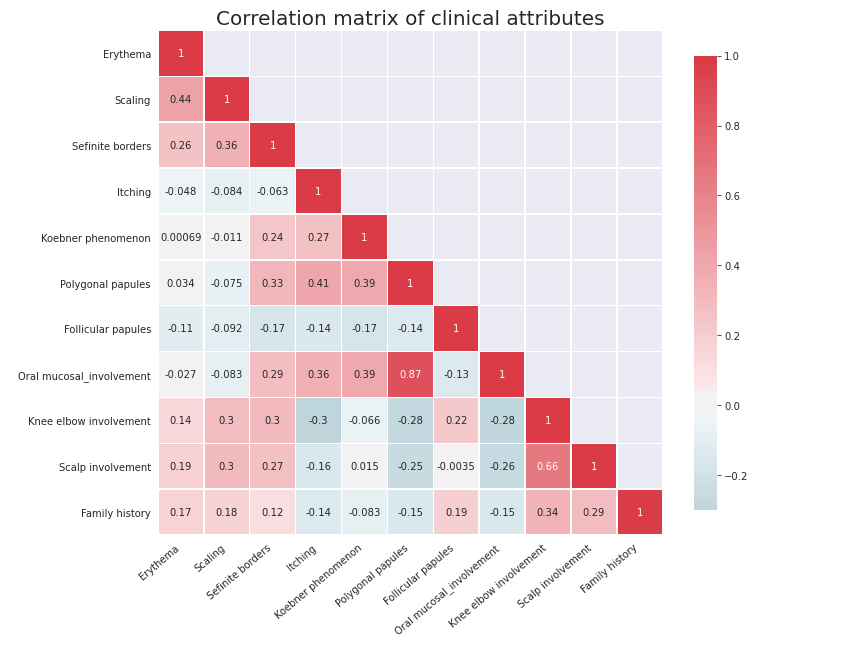 Correlation matrix of clinical attributes
Erythema 1
Scaling 0.44 1
Sefinite borders 0.26 0.36 1
Itching -0.048 -0.084 -0.063 1
Koebner phenomenon 0.00069 -0.011 0.24 0.27 1
Polygonal papules 0.034 -0.075 0.33 0.41 0.39 1
Follicular papules -0.11 -0.092 -0.17 -0.14 -0.17 -0.14 1
Oral mucosal_involvement -0.027 -0.083 0.29 0.36 0.39 0.87 -0.13 1
Knee elbow involvement 0.14 0.3 0.3 -0.3 -0.066 -0.28 0.22 -0.28 1
Scalp involvement 0.19 0.3 0.27 -0.16 0.015 -0.25 -0.0035 -0.26 0.66 1
Family history 0.17 0.18 0.12 -0.14 -0.083 -0.15 0.19 -0.15 0.34 0.29 1
Erythema
Scaling
Sefinite borders
Itching
Koebner phenomenon
Polygonal papules
Follicular papules
Oral mucosal_involvement
Knee elbow involvement
Scalp involvement
Family history
1.0
0.8
0.6
0.4
0.2
0.0
−0.2